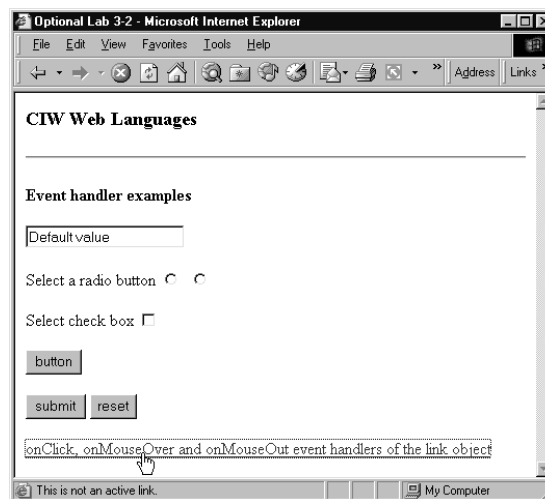 Optional Lab 3-2 - Microsoft Internet Explorer
File Edit View Favorites Tools Help
» Address Links »
CIW Web Languages
Event handler examples
Default value
Select a radio button
Select check box
button
submit reset
onClick, onMouseOver and onMouseOut event handlers of the link object
This is not an active link. My Computer